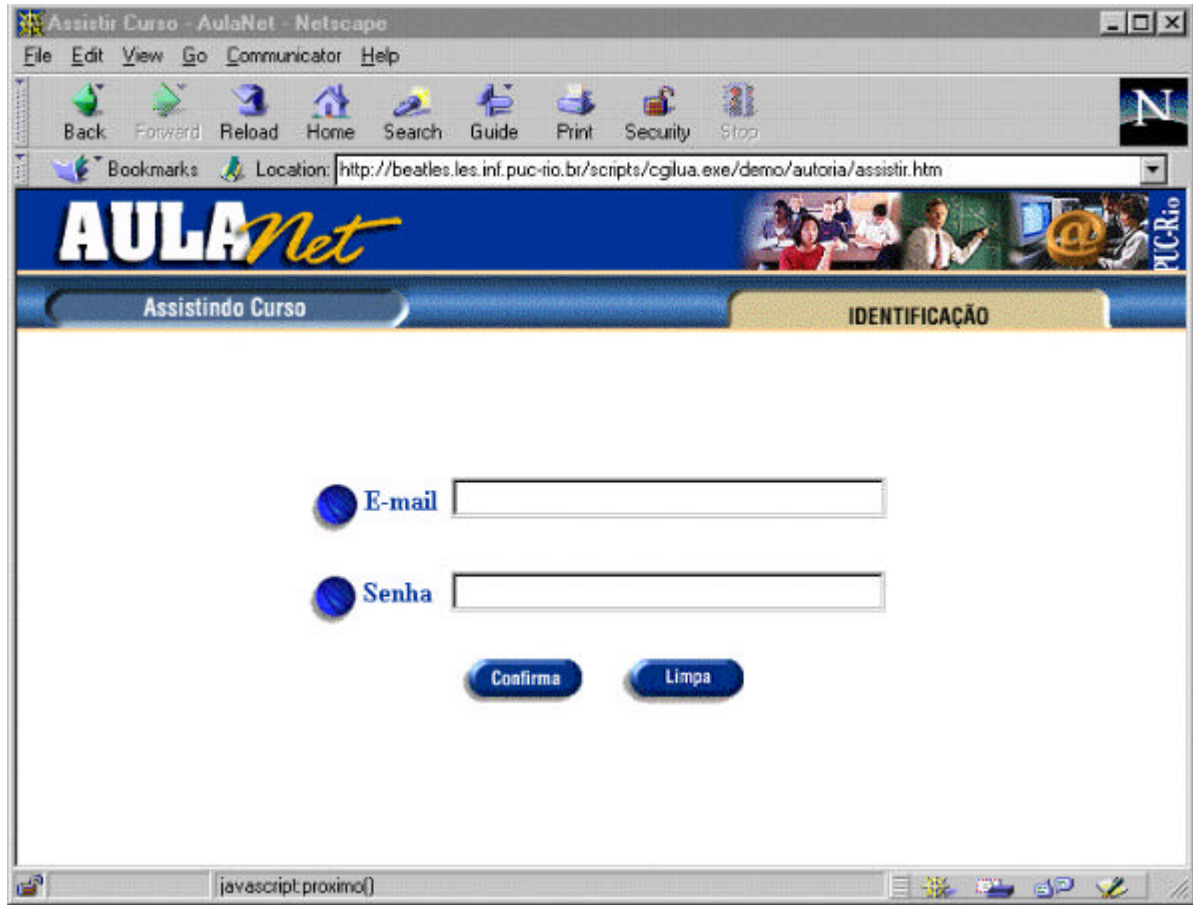 Assistir Curso - AulaNet - Netscape
File Edit View Go Communicator Help
Back Forward Reload Home Search Guide Print Security Stop
N
Bookmarks Location: http://beatles.les.inf.puc-rio.br/scripts/cgilua.exe/demo/autoria/assistir.htm
AULANet @ PUC-Rio
Assistindo Curso IDENTIFICAÇÃO
E-mail
Senha
Confirma Limpa
javascript:proximo()